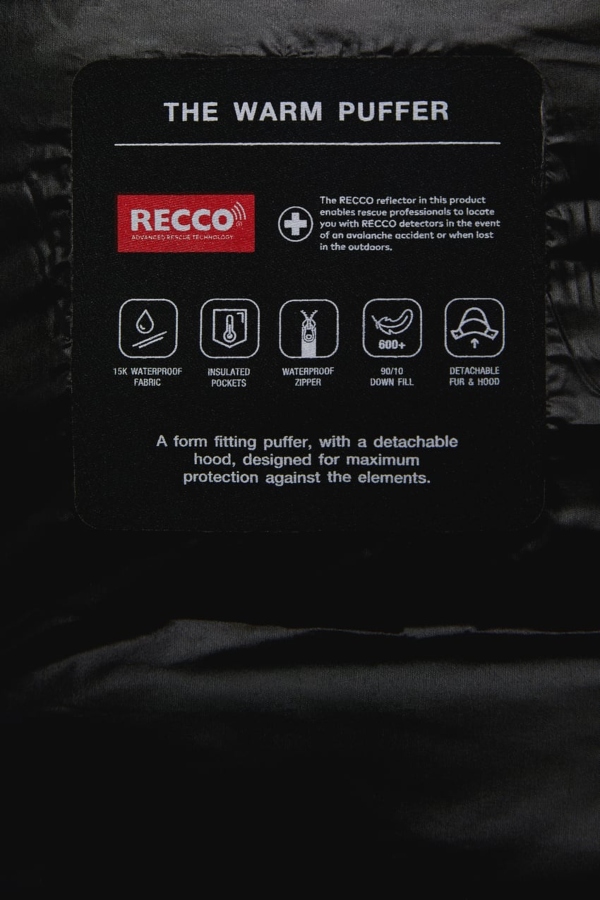 THE WARM PUFFER
RECCO
ADVANCED RESCUE TECHNOLOGY
The RECCO reflector in this product
enables rescue professionals to locate
you with RECCO detectors in the event
of an avalanche accident or when lost
in the outdoors.
600+
15K WATERPROOF
FABRIC
INSULATED
POCKETS
WATERPROOF
ZIPPER
90/10
DOWN FILL
DETACHABLE
FUR & HOOD
A form fitting puffer, with a detachable
hood, designed for maximum
protection against the elements.